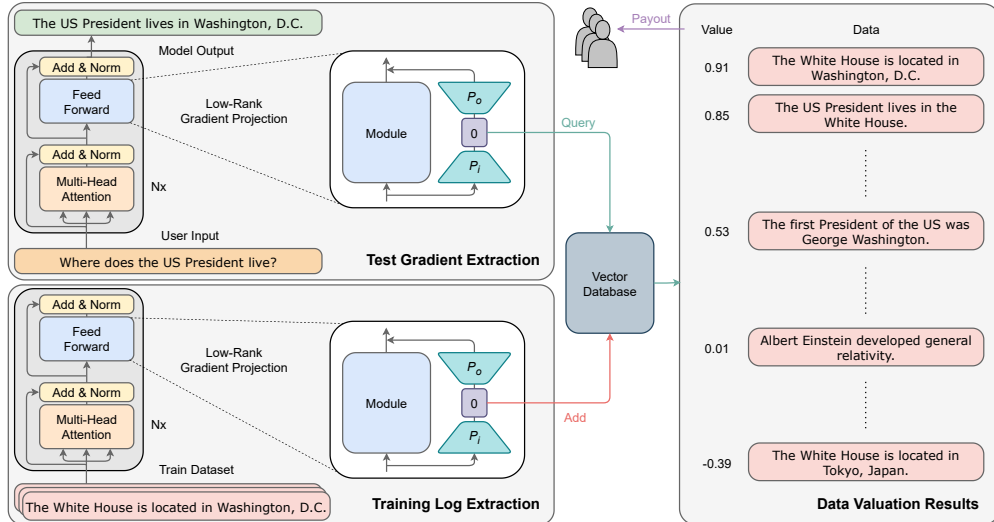 The US President lives in Washington, D.C.
Model Output
Add & Norm
Feed
Forward
Low-Rank
Gradient Projection
Add & Norm
Multi-Head
Attention
Nx
User Input
Where does the US President live?
Module
Po
0
Pi
Test Gradient Extraction
Query
Add & Norm
Feed
Forward
Low-Rank
Gradient Projection
Add & Norm
Multi-Head
Attention
Nx
Train Dataset
The White House is located in Washington, D.C.
Module
Po
0
Pi
Training Log Extraction
Add
Vector
Database
Payout
Value
Data
0.91
The White House is located in
Washington, D.C.
0.85
The US President lives in the
White House.
0.53
The first President of the US was
George Washington.
0.01
Albert Einstein developed general
relativity.
-0.39
The White House is located in
Tokyo, Japan.
Data Valuation Results